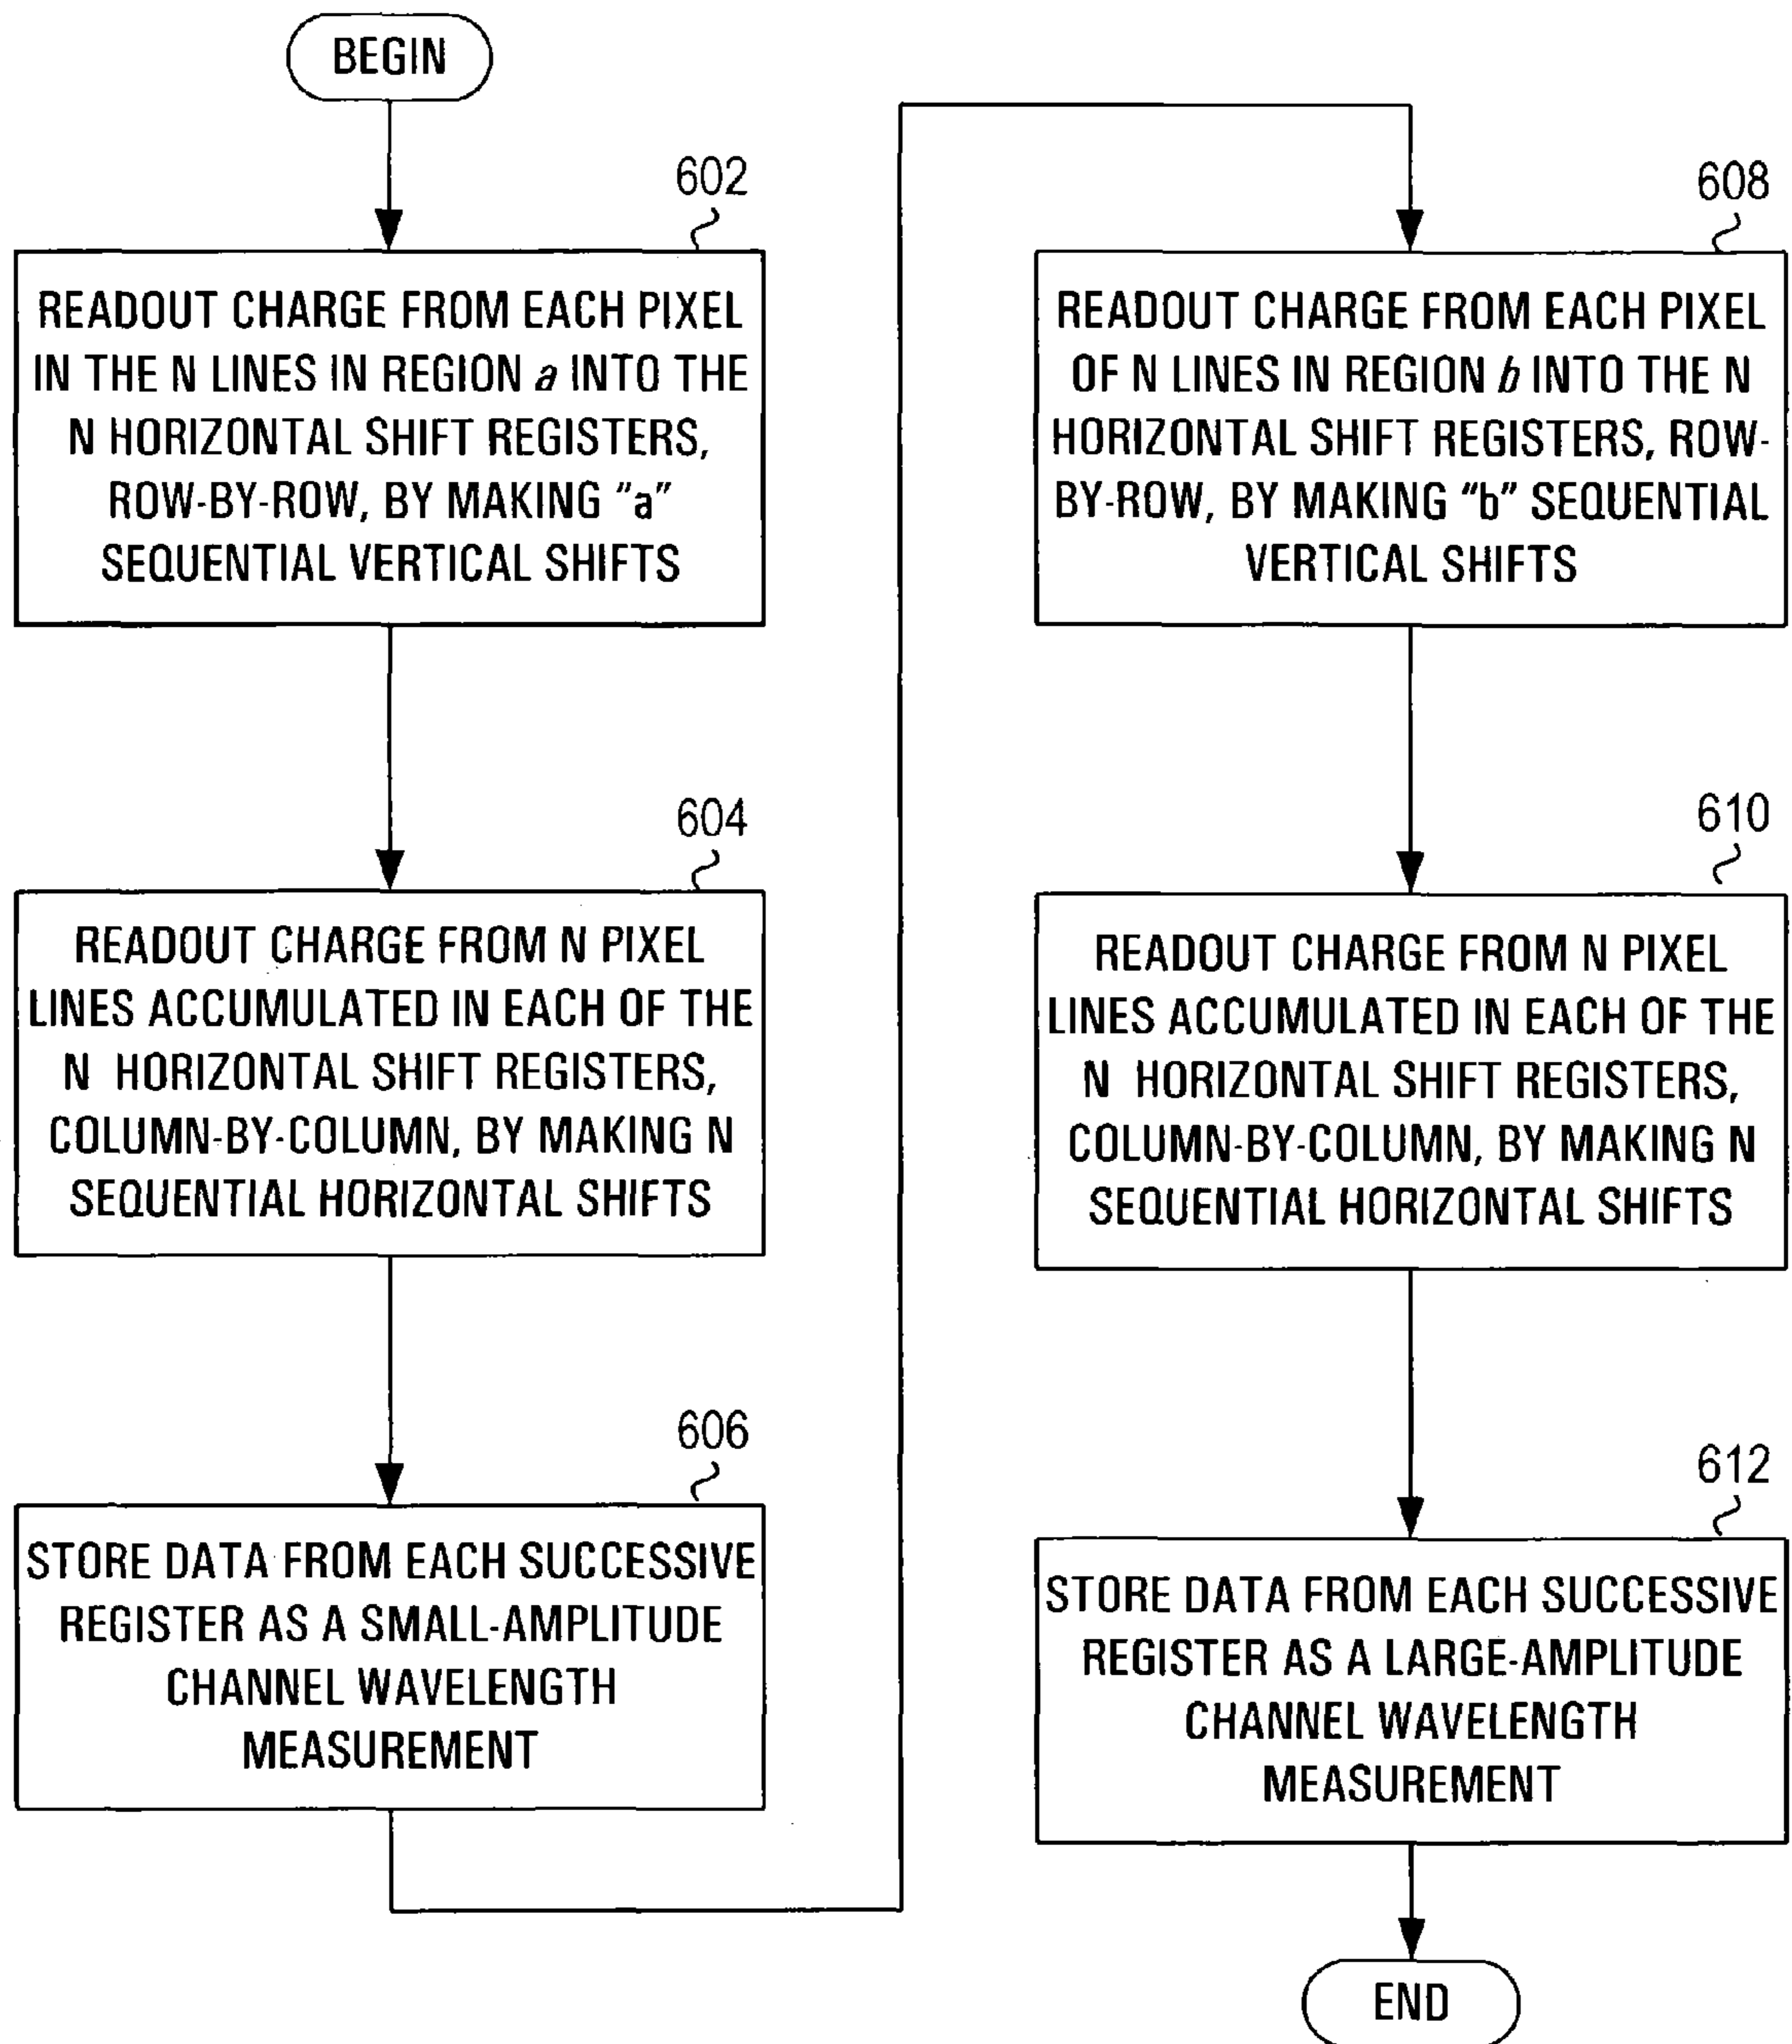 BEGIN
602
READOUT CHARGE FROM EACH PIXEL
IN THE N LINES IN REGION a INTO THE
N HORIZONTAL SHIFT REGISTERS,
ROW-BY-ROW, BY MAKING "a"
SEQUENTIAL VERTICAL SHIFTS
604
READOUT CHARGE FROM N PIXEL
LINES ACCUMULATED IN EACH OF THE
N HORIZONTAL SHIFT REGISTERS,
COLUMN-BY-COLUMN, BY MAKING N
SEQUENTIAL HORIZONTAL SHIFTS
606
STORE DATA FROM EACH SUCCESSIVE
REGISTER AS A SMALL-AMPLITUDE
CHANNEL WAVELENGTH
MEASUREMENT
608
READOUT CHARGE FROM EACH PIXEL
OF N LINES IN REGION b INTO THE N
HORIZONTAL SHIFT REGISTERS, ROW-
BY-ROW, BY MAKING "b" SEQUENTIAL
VERTICAL SHIFTS
610
READOUT CHARGE FROM N PIXEL
LINES ACCUMULATED IN EACH OF THE
N HORIZONTAL SHIFT REGISTERS,
COLUMN-BY-COLUMN, BY MAKING N
SEQUENTIAL HORIZONTAL SHIFTS
612
STORE DATA FROM EACH SUCCESSIVE
REGISTER AS A LARGE-AMPLITUDE
CHANNEL WAVELENGTH
MEASUREMENT
END